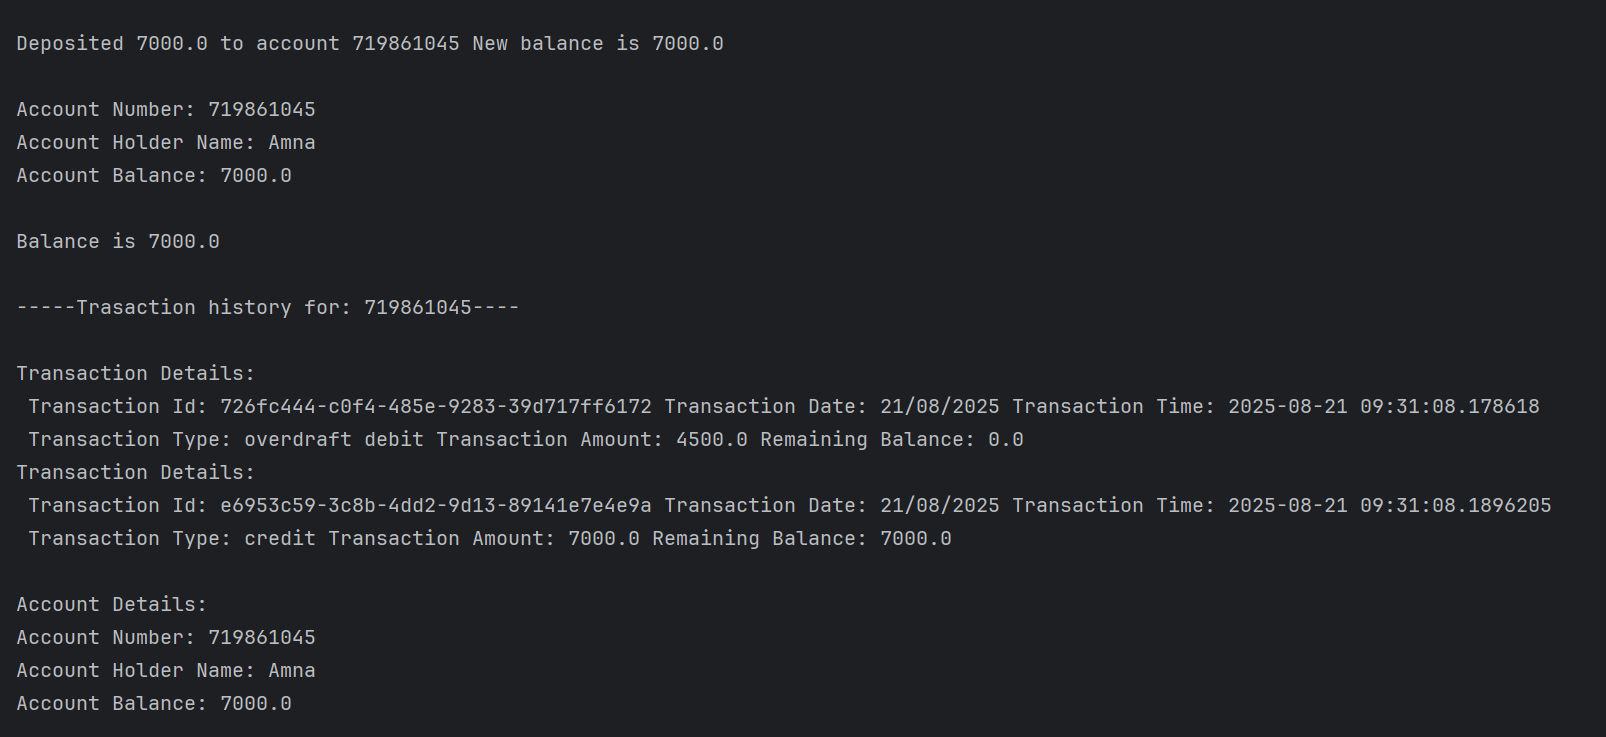 Deposited 7000.0 to account 719861045 New balance is 7000.0
Account Number: 719861045
Account Holder Name: Amna
Account Balance: 7000.0
Balance is 7000.0
-----Trasaction history for: 719861045----
Transaction Details:
Transaction Id: 726fc444-c0f4-485e-9283-39d717ff6172 Transaction Date: 21/08/2025 Transaction Time: 2025-08-21 09:31:08.178618
Transaction Type: overdraft debit Transaction Amount: 4500.0 Remaining Balance: 0.0
Transaction Details:
Transaction Id: e6953c59-3c8b-4dd2-9d13-89141e7e4e9a Transaction Date: 21/08/2025 Transaction Time: 2025-08-21 09:31:08.1896205
Transaction Type: credit Transaction Amount: 7000.0 Remaining Balance: 7000.0
Account Details:
Account Number: 719861045
Account Holder Name: Amna
Account Balance: 7000.0